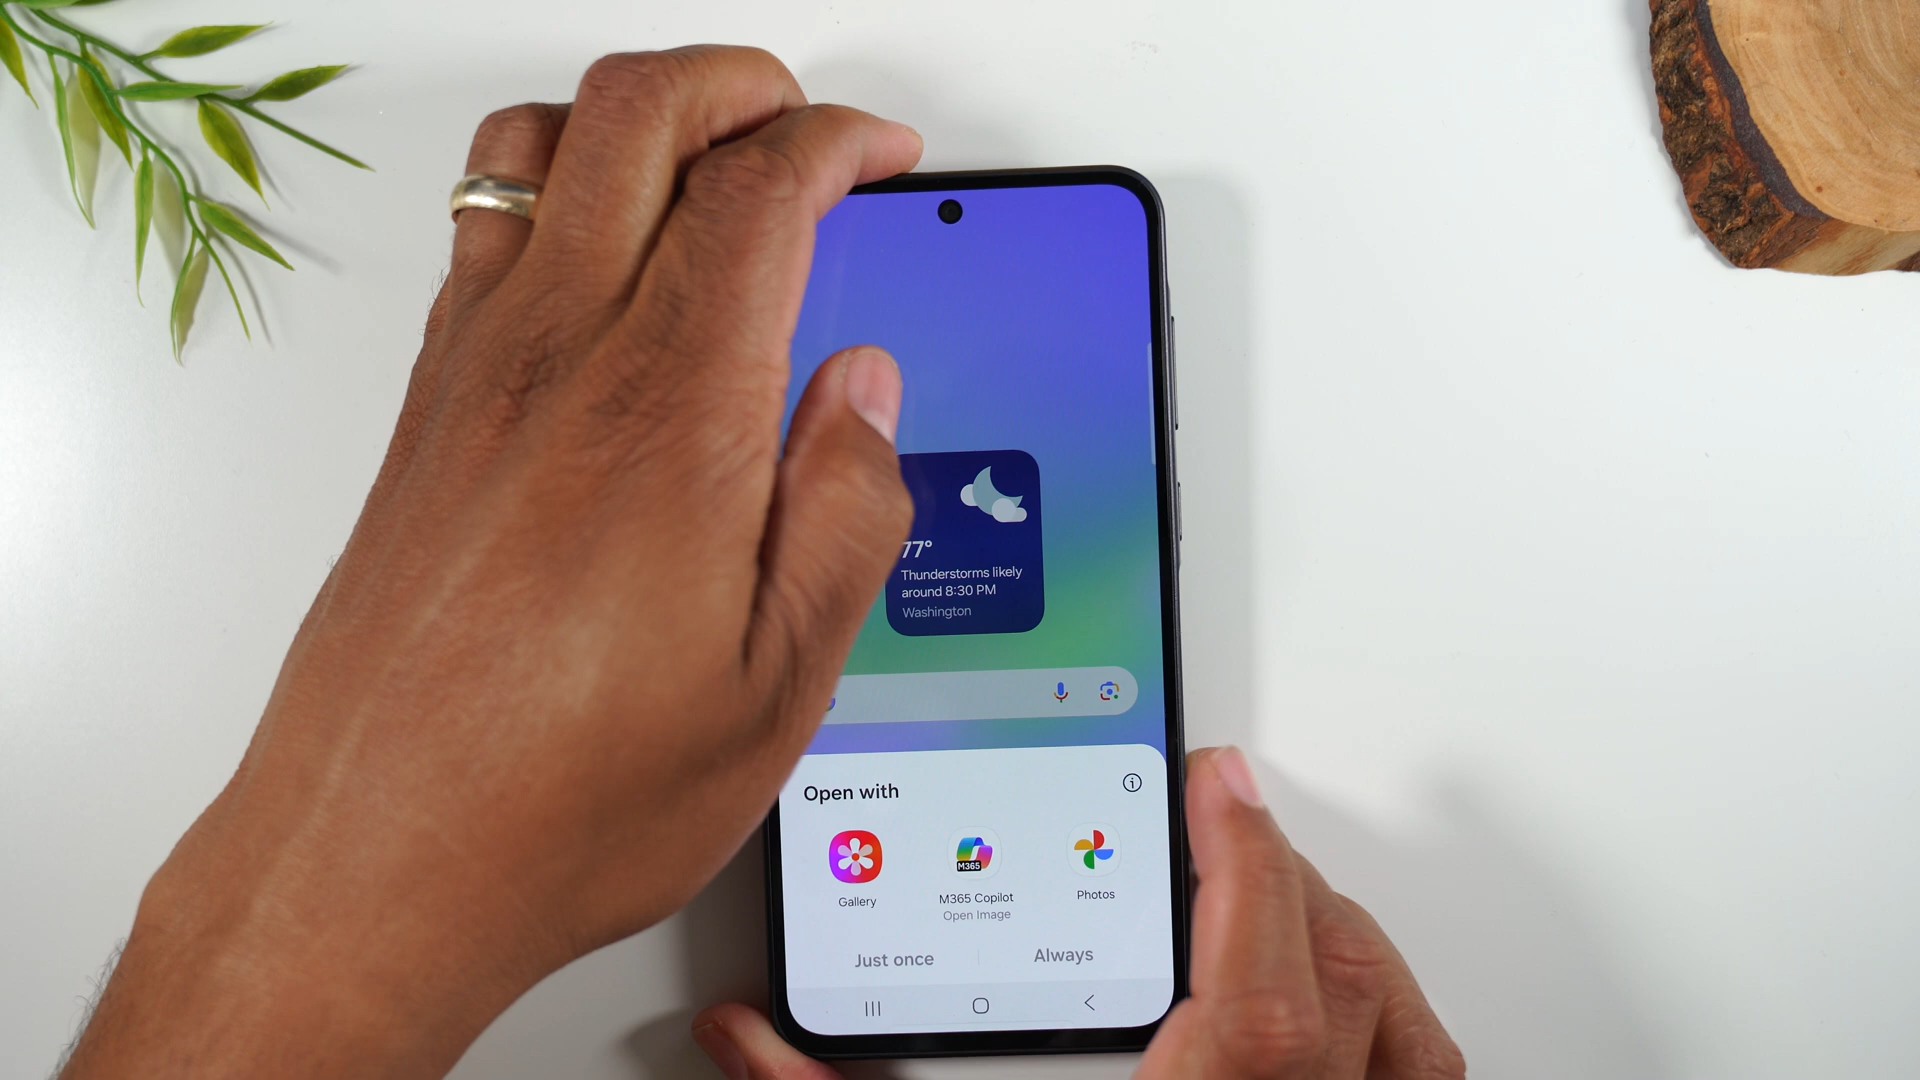 77°
Thunderstorms likely
around 8:30 PM
Washington
Open with
M365
Gallery
M365 Copilot
Open Image
Photos
Just once
Always